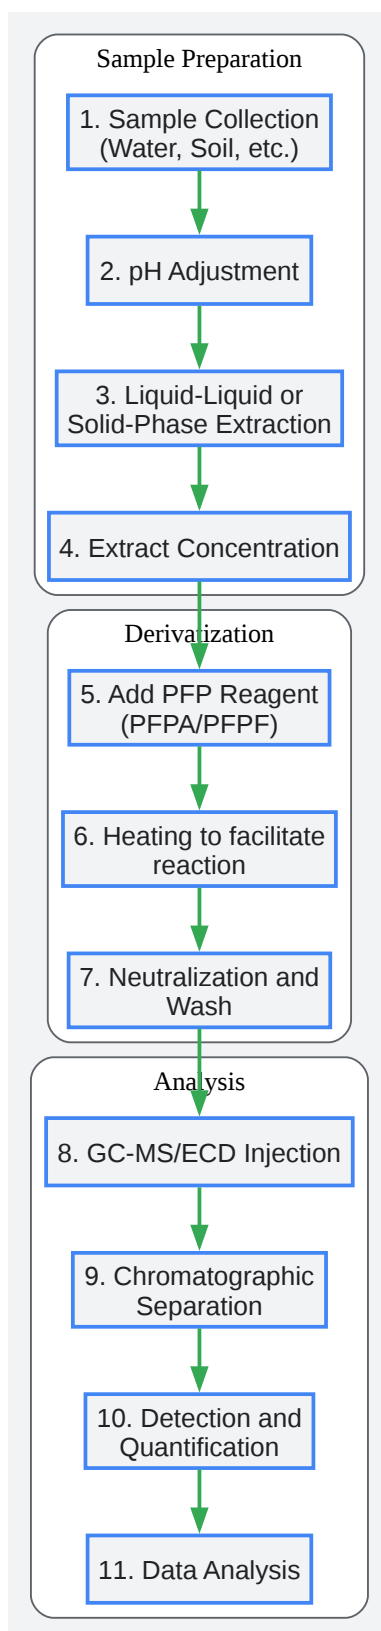 Sample Preparation
1. Sample Collection
(Water, Soil, etc.)
2. pH Adjustment
3. Liquid-Liquid or
Solid-Phase Extraction
4. Extract Concentration
Derivatization
5. Add PFP Reagent
(PFPA/PFPF)
6. Heating to facilitate
reaction
7. Neutralization and
Wash
Analysis
8. GC-MS/ECD Injection
9. Chromatographic
Separation
10. Detection and
Quantification
11. Data Analysis